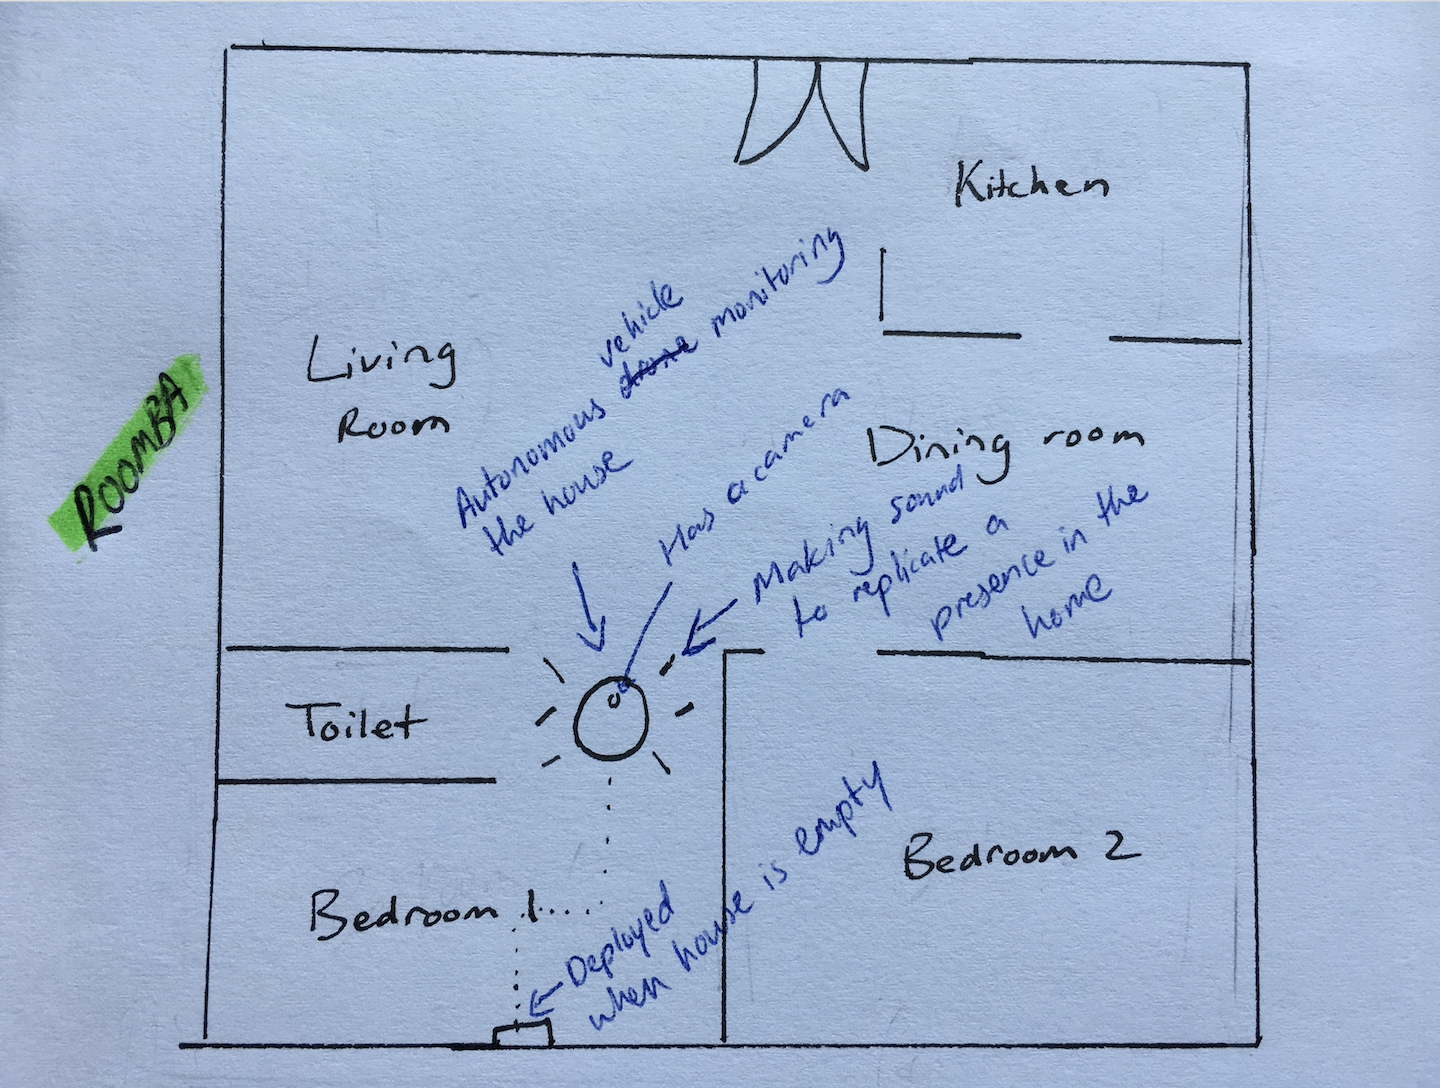 Kitchen
Living
Room
ROOMBA
vehicle
Autonomous drone monitoring
the house
Has a camera
Dining room
Making sound
to replicate a
presence in the
home
Toilet
Bedroom 1
Bedroom 2
Deployed
when house is empty